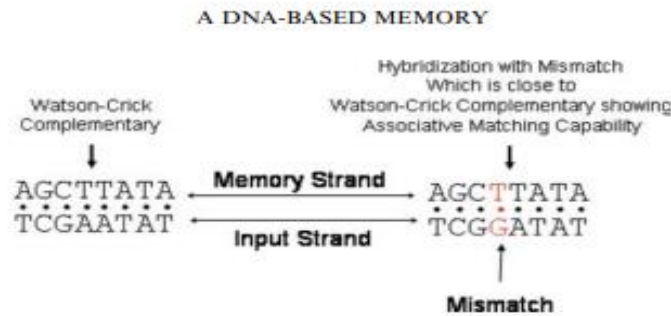 A DNA-BASED MEMORY
Watson-Crick
Complementary
Hybridization with Mismatch
Which is close to
Watson-Crick Complementary showing
Associative Matching Capability
AGCTTATA
TCGAATAT
Memory Strand
Input Strand
AGCTTATA
TCGGATAT
Mismatch